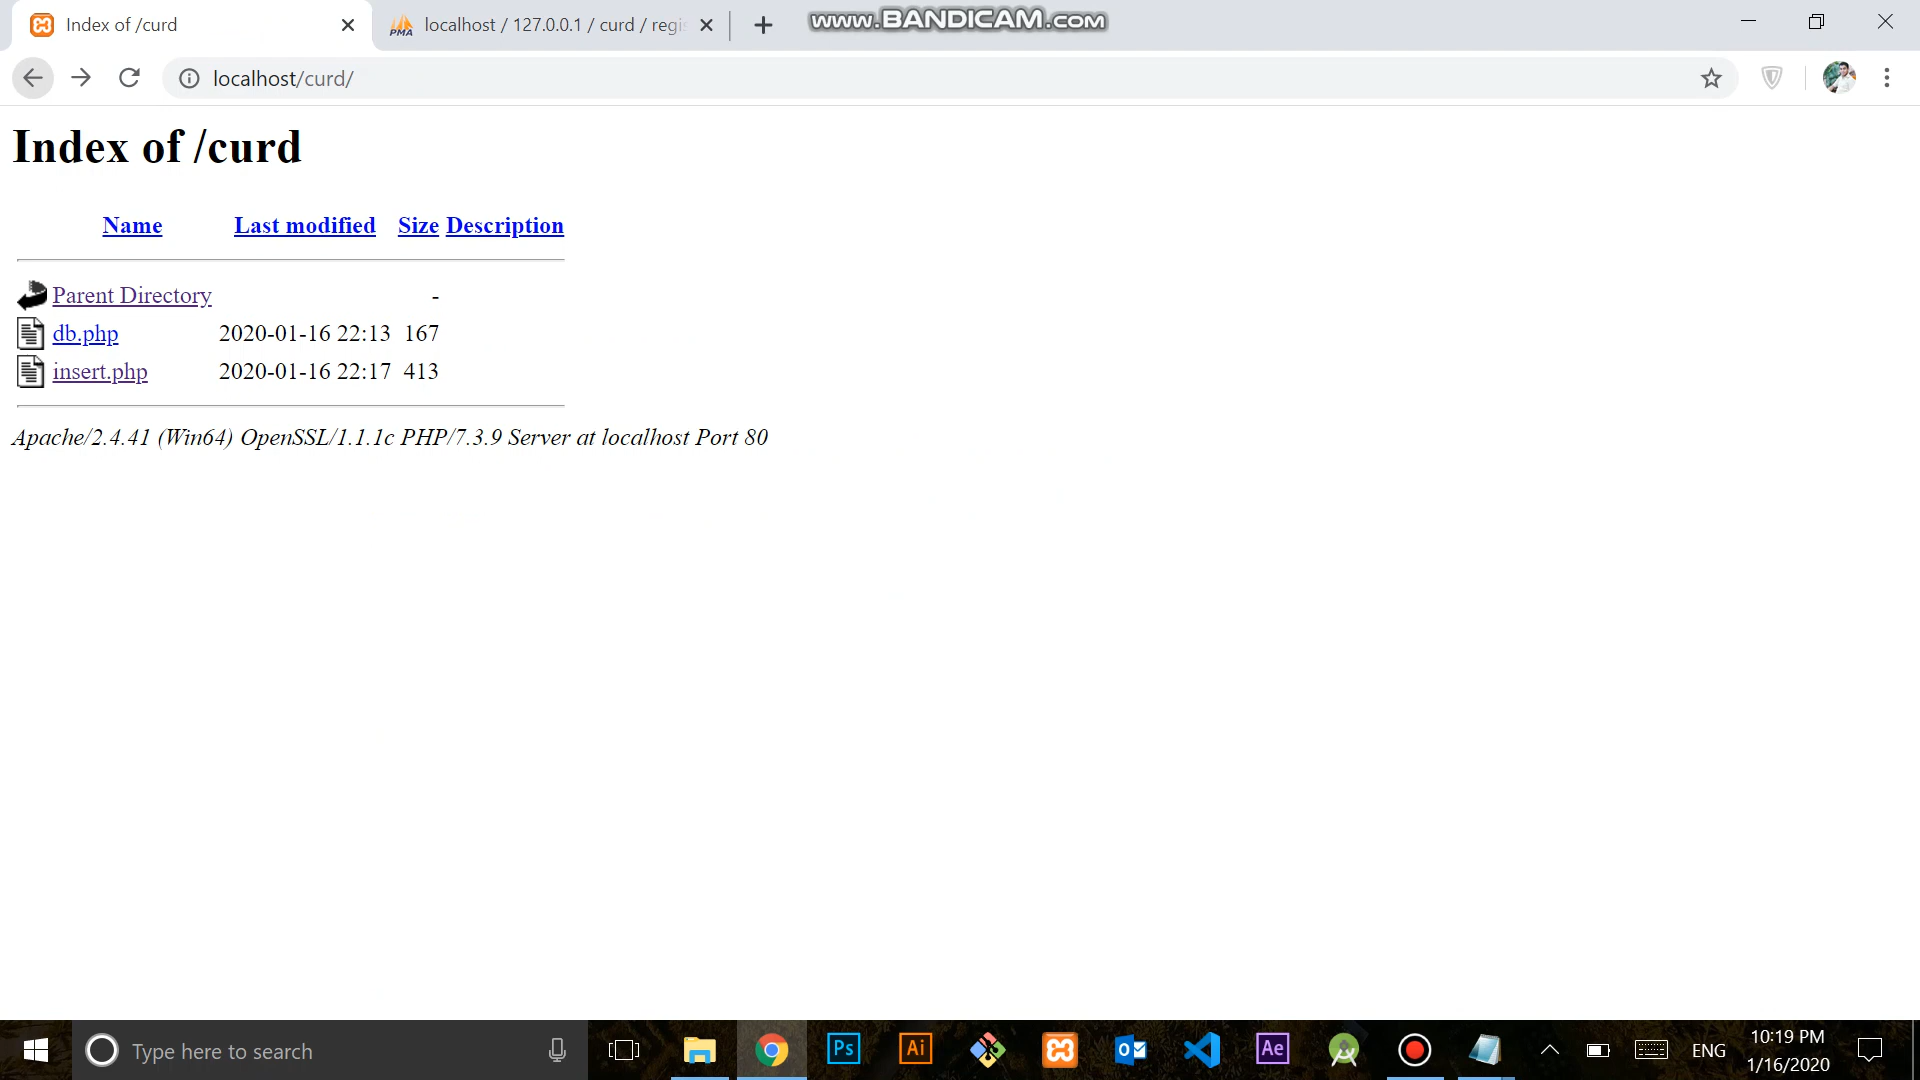 Index of /curd
PMA
localhost / 127.0.0.1 / curd / regi
www.BANDICAM.com
localhost/curd/
Index of /curd
Name Last modified Size Description
Parent Directory -
db.php 2020-01-16 22:13 167
insert.php 2020-01-16 22:17 413
Apache/2.4.41 (Win64) OpenSSL/1.1.1c PHP/7.3.9 Server at localhost Port 80
Type here to search
Ps
Ai
Ae
ENG
10:19 PM
1/16/2020